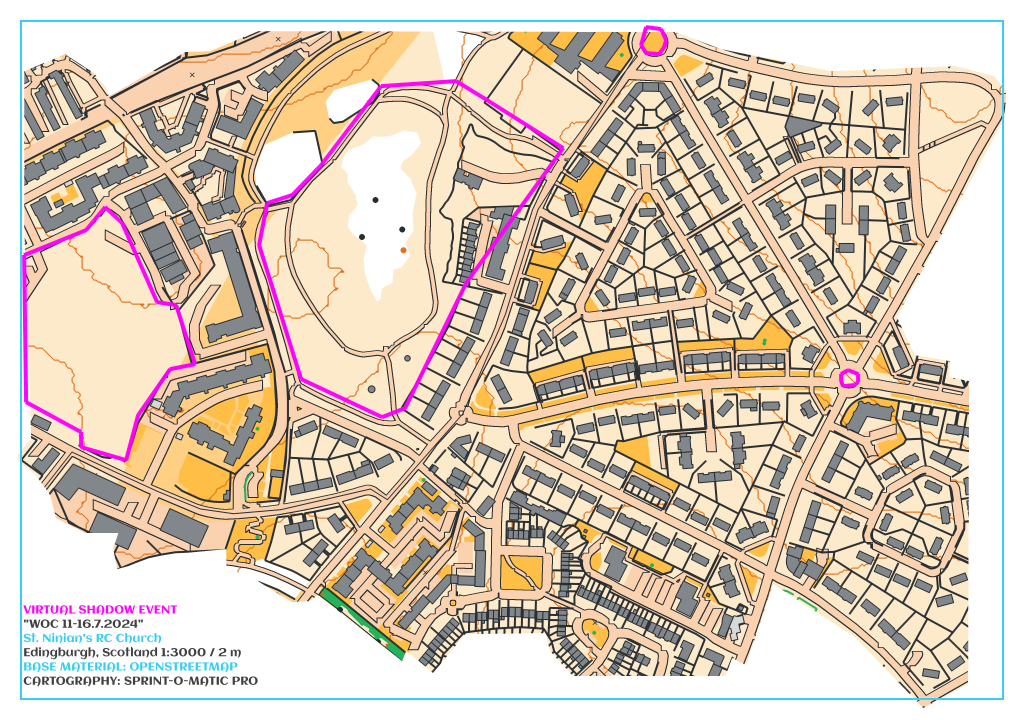 VIRTUAL SHADOW EVENT
"WOC 11-16.7.2024"
St. Ninian's RC Church
Edingburgh, Scotland 1:3000 / 2 m
BASE MATERIAL: OPENSTREETMAP
CARTOGRAPHY: SPRINT-O-MATIC PRO